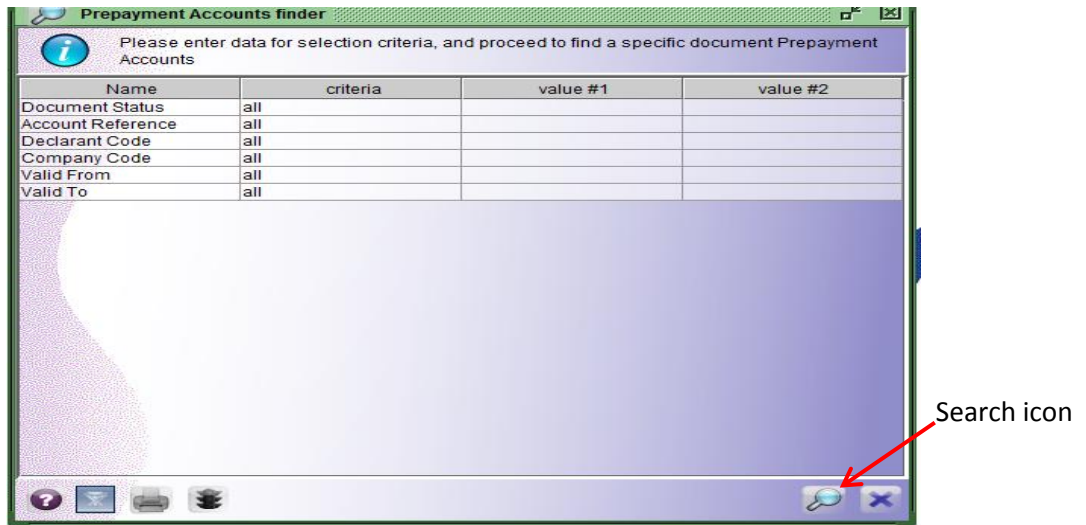 Prepayment Accounts finder
Please enter data for selection criteria, and proceed to find a specific document Prepayment
Accounts
Name criteria value #1 value #2
Document Status all
Account Reference all
Declarant Code all
Company Code all
Valid From all
Valid To all
Search icon